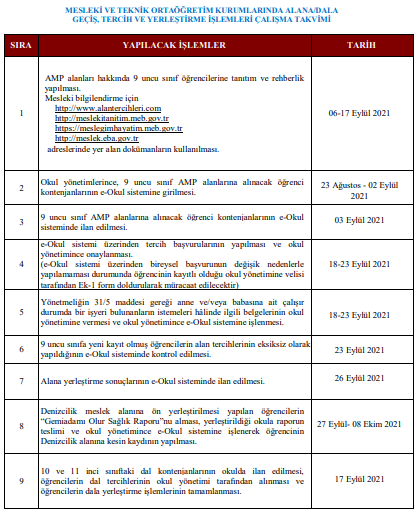 MESLEKİ VE TEKNİK ORTAÖĞRETİM KURUMLARINDA ALANA/DALA
GEÇİŞ, TERCİH VE YERLEŞTİRME İŞLEMLERİ ÇALIŞMA TAKVİMİ
SIRA YAPILACAK İŞLEMLER TARİH
1
AMP alanları hakkında 9 uncu sınıf öğrencilerine tanıtım ve rehberlik
yapılması.
Mesleki bilgilendirme için
http://www.alantercihleri.com
http://meslekitanitim.meb.gov.tr
https://meslegimhayatim.meb.gov.tr
http://meslek.eba.gov.tr
adreslerinde yer alan dokümanların kullanılması.
06-17 Eylül 2021
2
Okul yönetimlerince, 9 uncu sınıf AMP alanlarına alınacak öğrenci
kontenjanlarının e-Okul sistemine girilmesi.
23 Ağustos - 02 Eylül
2021
3
9 uncu sınıf AMP alanlarına alınacak öğrenci kontenjanlarının e-Okul
sisteminde ilan edilmesi.
03 Eylül 2021
4
e-Okul sistemi üzerinden tercih başvurularının yapılması ve okul
yönetimince onaylanması.
(e-Okul sistemi üzerinden bireysel başvurunun değişik nedenlerle
yapılamaması durumunda öğrencinin kayıtlı olduğu okul yönetimine velisi
tarafından Ek-1 form doldurularak müracaat edilecektir)
18-23 Eylül 2021
5
Yönetmeliğin 31/5 maddesi gereği anne ve/veya babasına ait çalışır
durumda bir işyeri bulunanların istemeleri hâlinde ilgili belgelerinin okul
yönetimine vermesi ve okul yönetimince e-Okul sistemine işlenmesi.
18-23 Eylül 2021
6
9 uncu sınıfa yeni kayıt olmuş öğrencilerin alan tercihlerinin eksiksiz olarak
yapıldığının e-Okul sisteminde kontrol edilmesi.
23 Eylül 2021
7
Alana yerleştirme sonuçlarının e-Okul sisteminde ilan edilmesi.
26 Eylül 2021
8
Denizcilik meslek alanına ön yerleştirilmesi yapılan öğrencilerin
“Gemiadamı Olur Sağlık Raporu”nu alması, yerleştirildiği okula raporun
teslimi ve okul yönetimince e-Okul sistemine işlenerek öğrencinin
Denizcilik alanına kesin kaydının yapılması.
27 Eylül- 08 Ekim 2021
9
10 ve 11 inci sınıftaki dal kontenjanlarının okulda ilan edilmesi,
öğrencilerin dal tercihlerinin okul yönetimi tarafından alınması ve
öğrencilerin dala yerleştirme işlemlerinin tamamlanması.
17 Eylül 2021